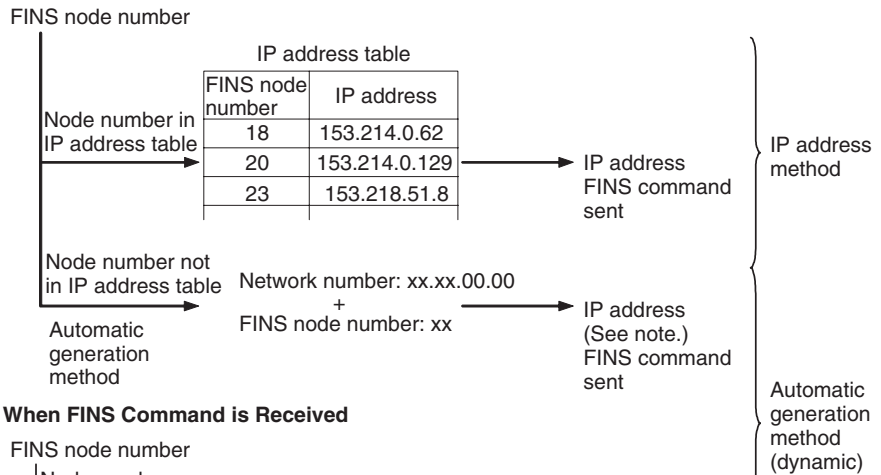 FINS node number
IP address table
FINS node
number
IP address
Node number in
IP address table
18 153.214.0.62
20 153.214.0.129
23 153.218.51.8
IP address
FINS command
sent
IP address
method
Node number not
in IP address table
Automatic
generation
method
Network number: xx.xx.00.00
+
FINS node number: xx
IP address
(See note.)
FINS command
sent
Automatic
generation
method
(dynamic)
When FINS Command is Received
FINS node number